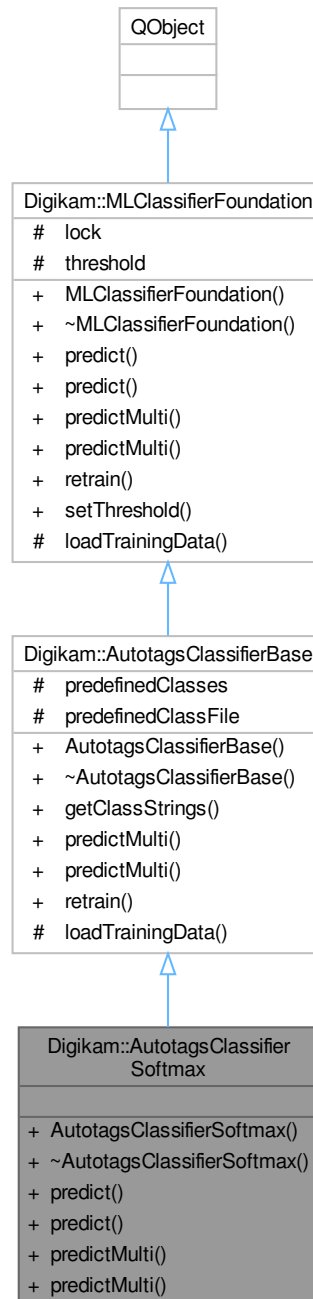 QObject
Digikam::MLClassifierFoundation
# lock
# threshold
+ MLClassifierFoundation()
+ ~MLClassifierFoundation()
+ predict()
+ predict()
+ predictMulti()
+ predictMulti()
+ retrain()
+ setThreshold()
# loadTrainingData()
Digikam::AutotagsClassifierBase
# predefinedClasses
# predefinedClassFile
+ AutotagsClassifierBase()
+ ~AutotagsClassifierBase()
+ getClassStrings()
+ predictMulti()
+ predictMulti()
+ retrain()
# loadTrainingData()
Digikam::AutotagsClassifier
Softmax
+ AutotagsClassifierSoftmax()
+ ~AutotagsClassifierSoftmax()
+ predict()
+ predict()
+ predictMulti()
+ predictMulti()